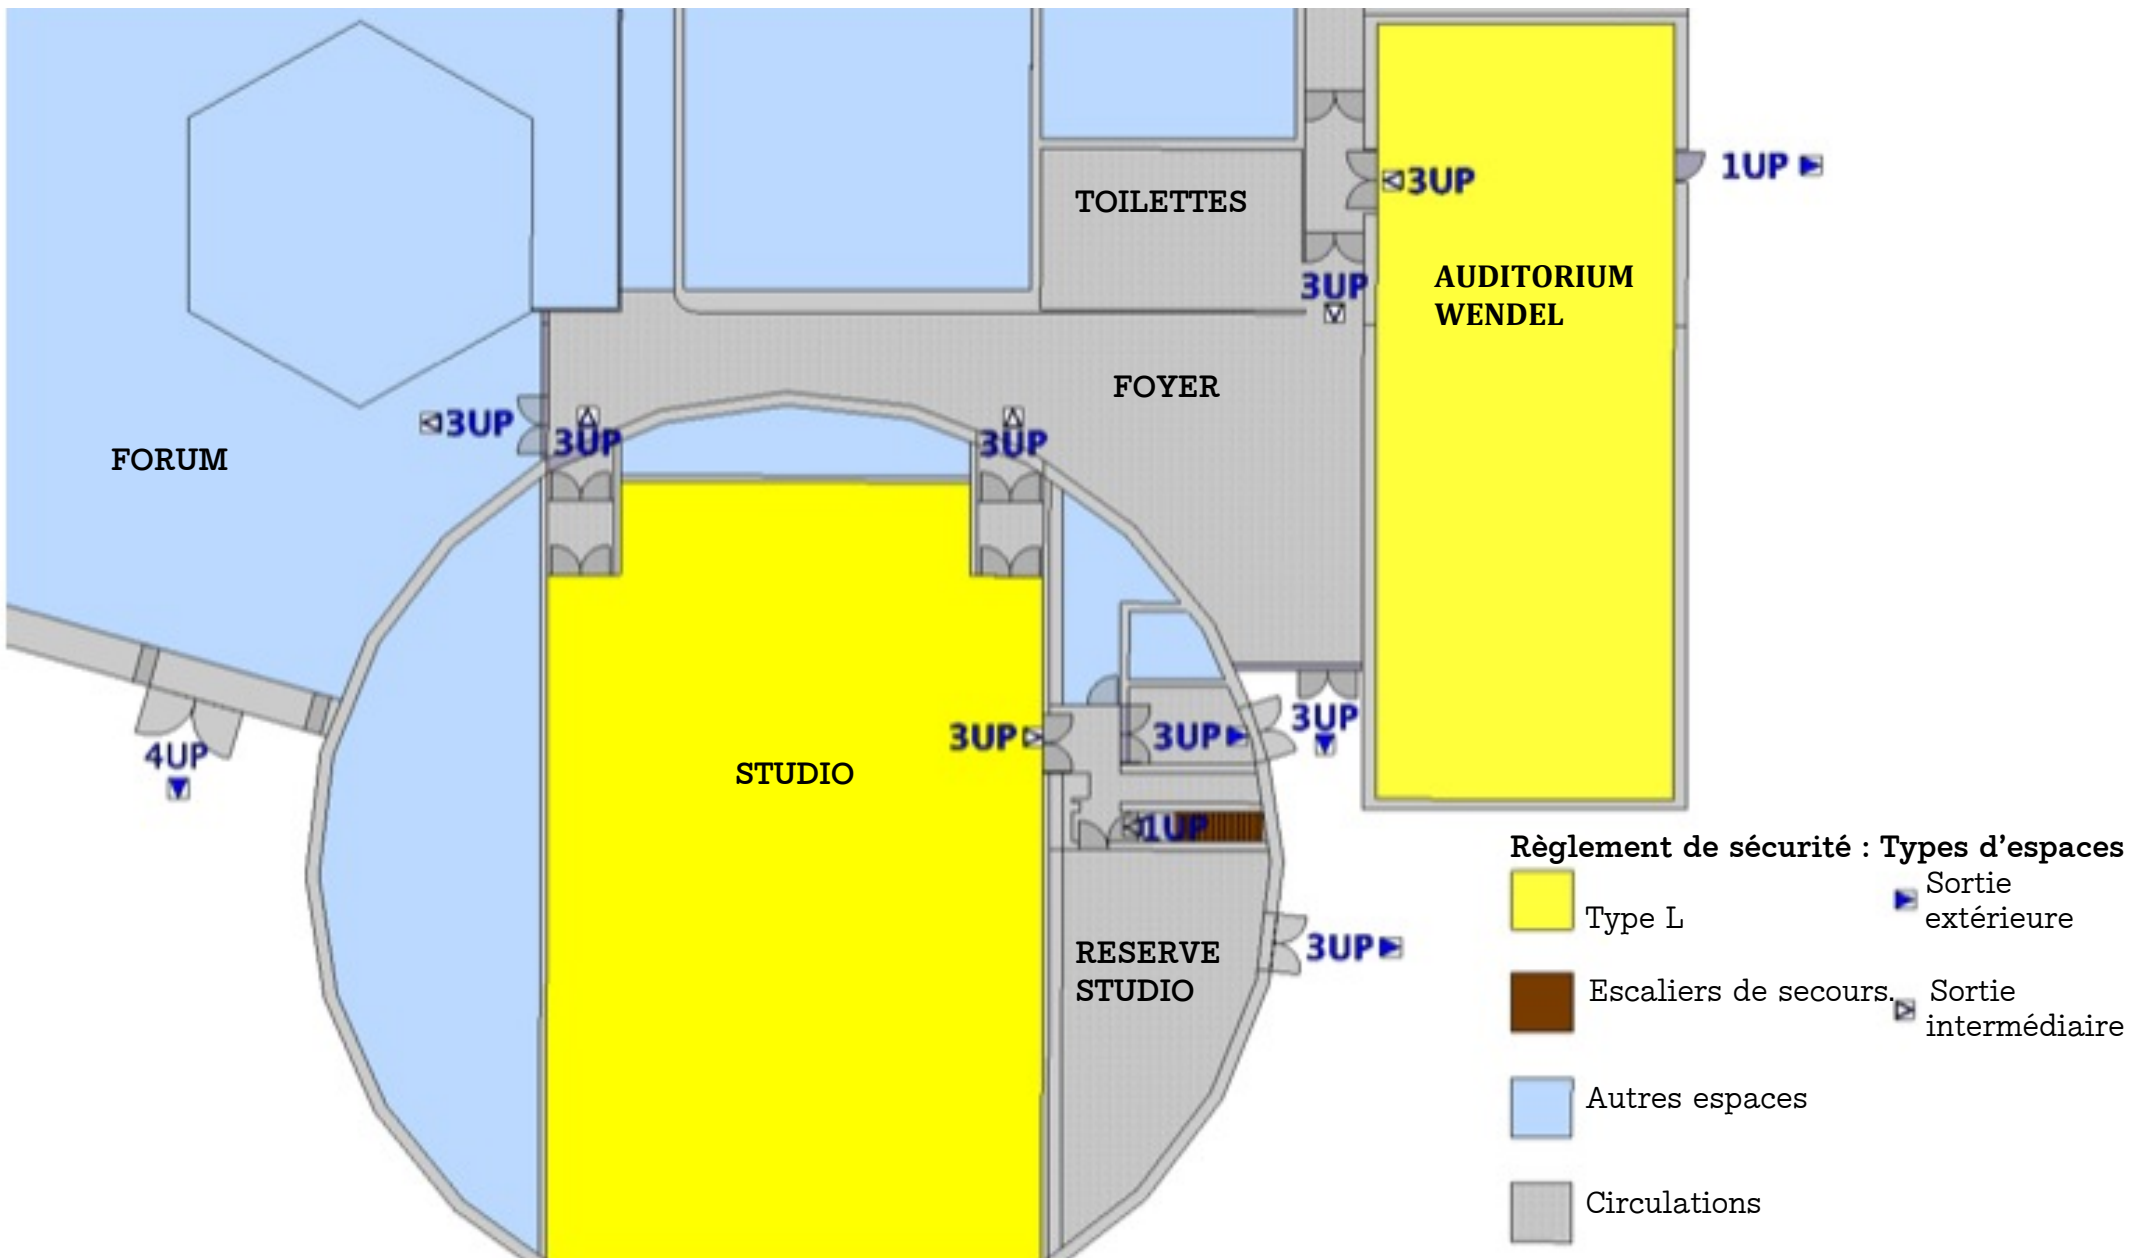 1UP
3UP
TOILETTES
3UP
AUDITORIUM
WENDEL
FOYER
3UP
3UP
3UP
FORUM
3UP
3UP
3UP
4UP
STUDIO
1UP
RESERVE
STUDIO
3UP
Règlement de sécurité : Types d’espaces
Type L
Sortie
extérieure
Escaliers de secours.
Sortie
intermédiaire
Autres espaces
Circulations